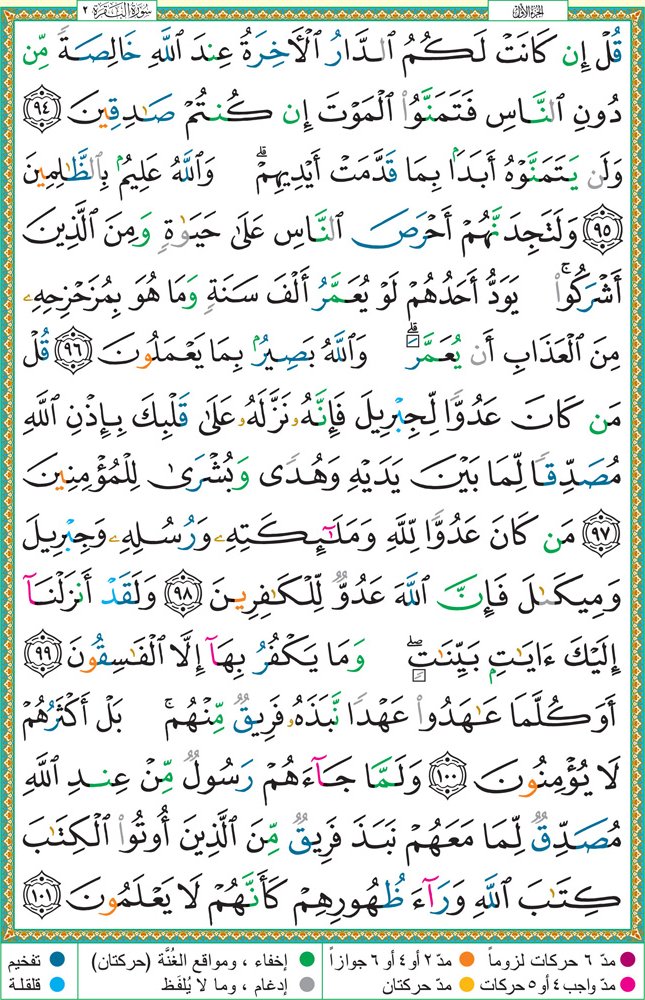 الجزء الأول
سورة البقرة ٢
قُلْ إِن كَانَتْ لَكُمُ ٱلدَّارُ ٱلْأَخِرَةُ عِندَ ٱللَّهِ خَالِصَةً مِّن
دُونِ ٱلنَّاسِ فَتَمَنَّوُا۟ ٱلْمَوْتَ إِن كُنتُمْ صَـٰدِقِينَ ٩٤
وَلَن يَتَمَنَّوْهُ أَبَدًۢا بِمَا قَدَّمَتْ أَيْدِيهِمْ ۗ وَٱللَّهُ عَلِيمٌۢ بِٱلظَّـٰلِمِينَ
٩٥ وَلَتَجِدَنَّهُمْ أَحْرَصَ ٱلنَّاسِ عَلَىٰ حَيَوٰةٍ وَمِنَ ٱلَّذِينَ
أَشْرَكُوا۟ ۚ يَوَدُّ أَحَدُهُمْ لَوْ يُعَمَّرُ أَلْفَ سَنَةٍ وَمَا هُوَ بِمُزَحْزِحِهِۦ
مِنَ ٱلْعَذَابِ أَن يُعَمَّرَ ۗ وَٱللَّهُ بَصِيرٌۢ بِمَا يَعْمَلُونَ ٩٦ قُلْ
مَن كَانَ عَدُوًّا لِّجِبْرِيلَ فَإِنَّهُۥ نَزَّلَهُۥ عَلَىٰ قَلْبِكَ بِإِذْنِ ٱللَّهِ
مُصَدِّقًا لِّمَا بَيْنَ يَدَيْهِ وَهُدًى وَبُشْرَىٰ لِلْمُؤْمِنِينَ
٩٧ مَن كَانَ عَدُوًّا لِّلَّهِ وَمَلَـٰٓئِكَتِهِۦ وَرُسُلِهِۦ وَجِبْرِيلَ
وَمِيكَىٰلَ فَإِنَّ ٱللَّهَ عَدُوٌّ لِّلْكَـٰفِرِينَ ٩٨ وَلَقَدْ أَنزَلْنَآ
إِلَيْكَ ءَايَـٰتٍۭ بَيِّنَـٰتٍ ۖ وَمَا يَكْفُرُ بِهَآ إِلَّا ٱلْفَـٰسِقُونَ ٩٩
أَوَكُلَّمَا عَـٰهَدُوا۟ عَهْدًا نَّبَذَهُۥ فَرِيقٌ مِّنْهُم ۚ بَلْ أَكْثَرُهُمْ
لَا يُؤْمِنُونَ ١٠٠ وَلَمَّا جَآءَهُمْ رَسُولٌ مِّنْ عِندِ ٱللَّهِ
مُصَدِّقٌ لِّمَا مَعَهُمْ نَبَذَ فَرِيقٌ مِّنَ ٱلَّذِينَ أُوتُوا۟ ٱلْكِتَـٰبَ
كِتَـٰبَ ٱللَّهِ وَرَآءَ ظُهُورِهِمْ كَأَنَّهُمْ لَا يَعْلَمُونَ ١٠١
مدّ ٦ حركات لزوماً مدّ ٢ أو ٤ أو ٦ جوازاً إخفاء ، ومواقع الغُنَّة (حركتان) تفخيم
مدّ واجب ٤ أو ٥ حركات مدّ حركتان إدغام ، وما لا يُلفَظ قلقلة